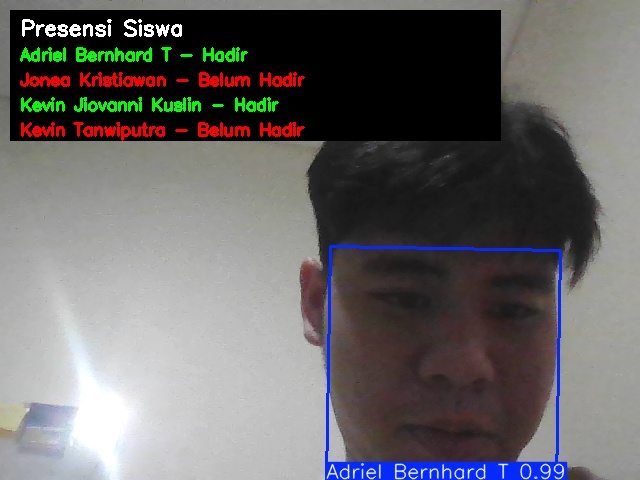 Presensi Siswa
Adriel Bernhard T - Hadir
Jonea Kristiawan - Belum Hadir
Kevin Jiovanni Kuslin - Hadir
Kevin Tanwiputra - Belum Hadir
Adriel Bernhard T 0.99